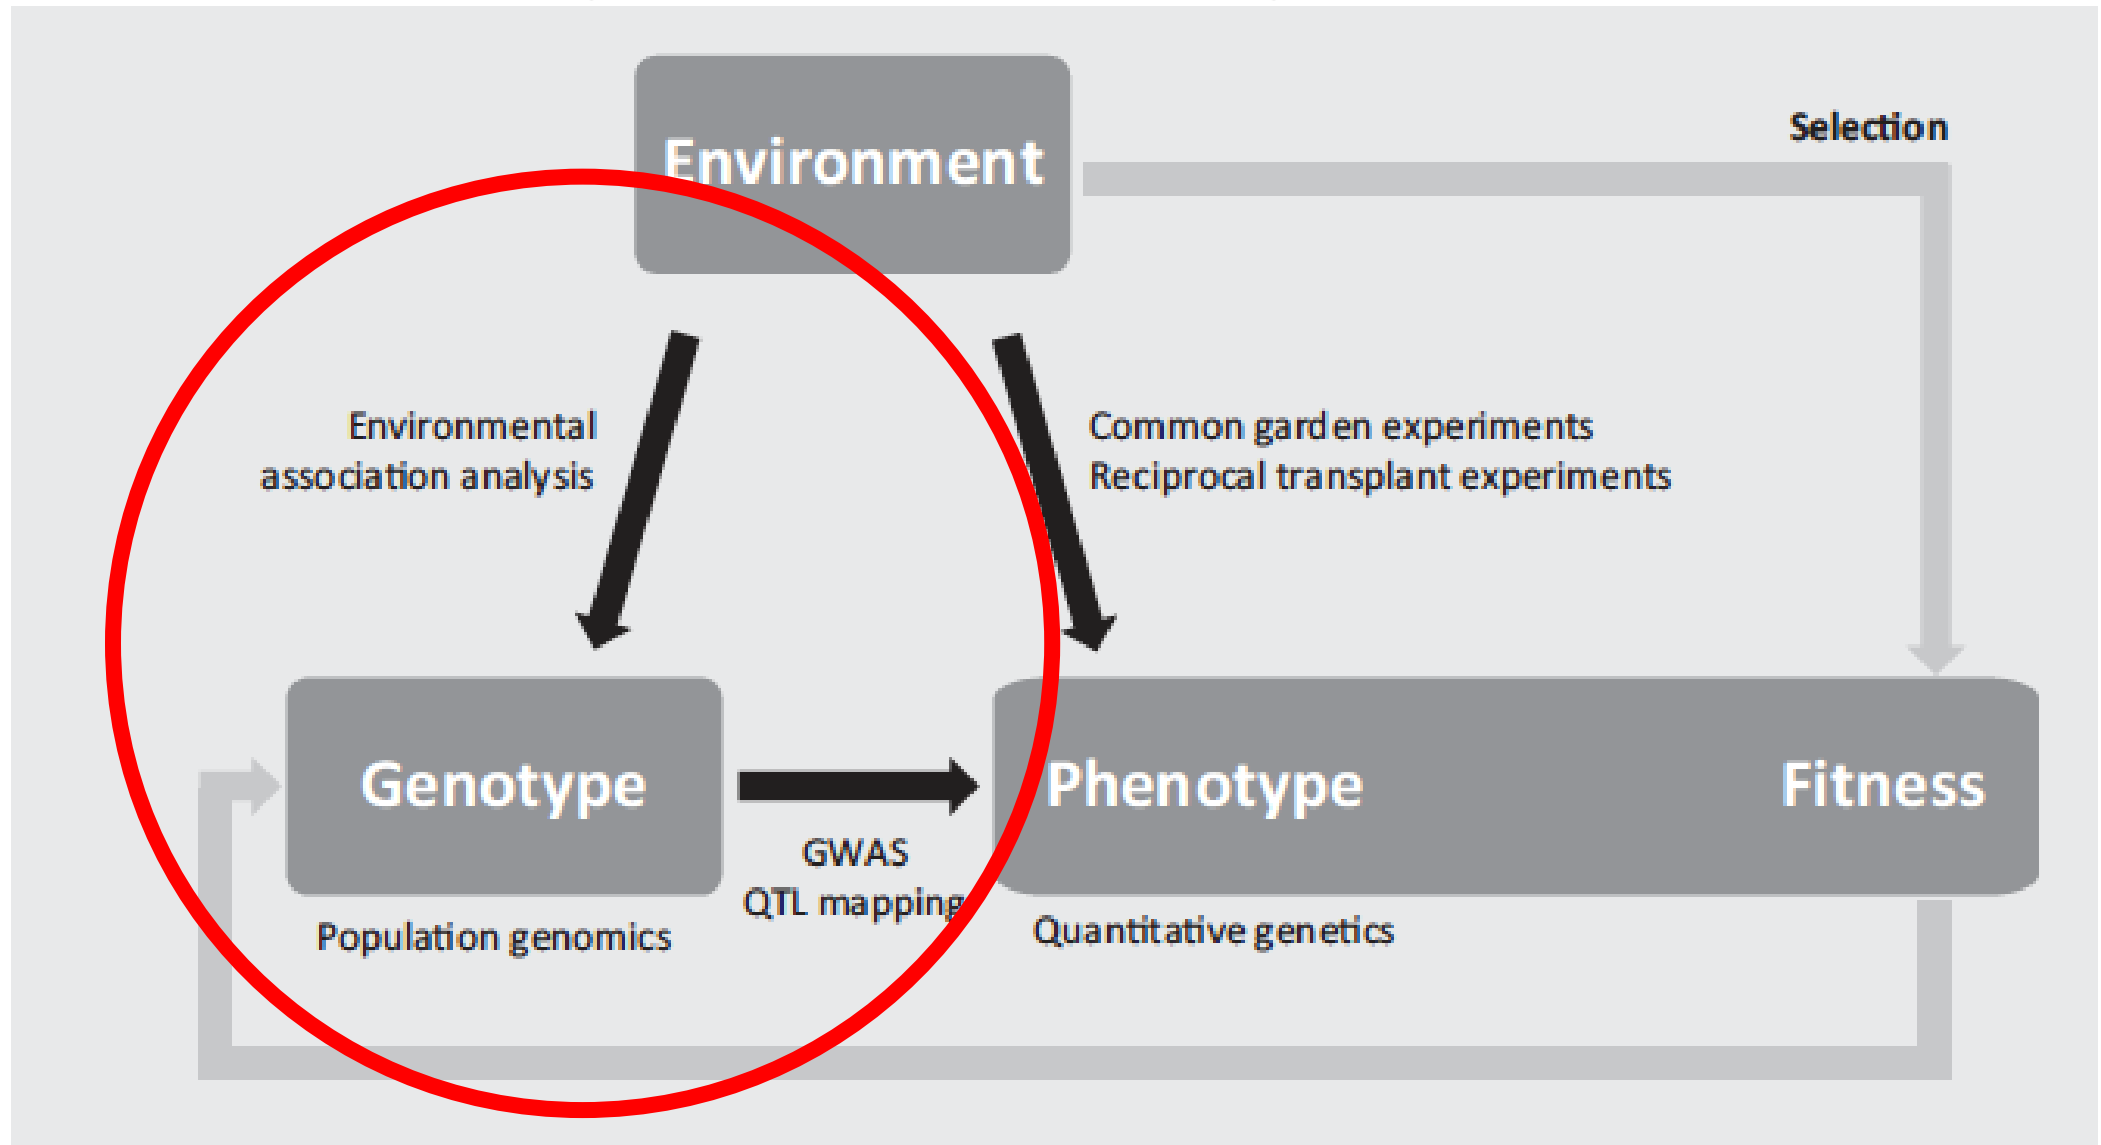 Environment
Selection
Environmental
association analysis
Common garden experiments
Reciprocal transplant experiments
Genotype
Phenotype
Fitness
GWAS
QTL mapping
Population genomics
Quantitative genetics